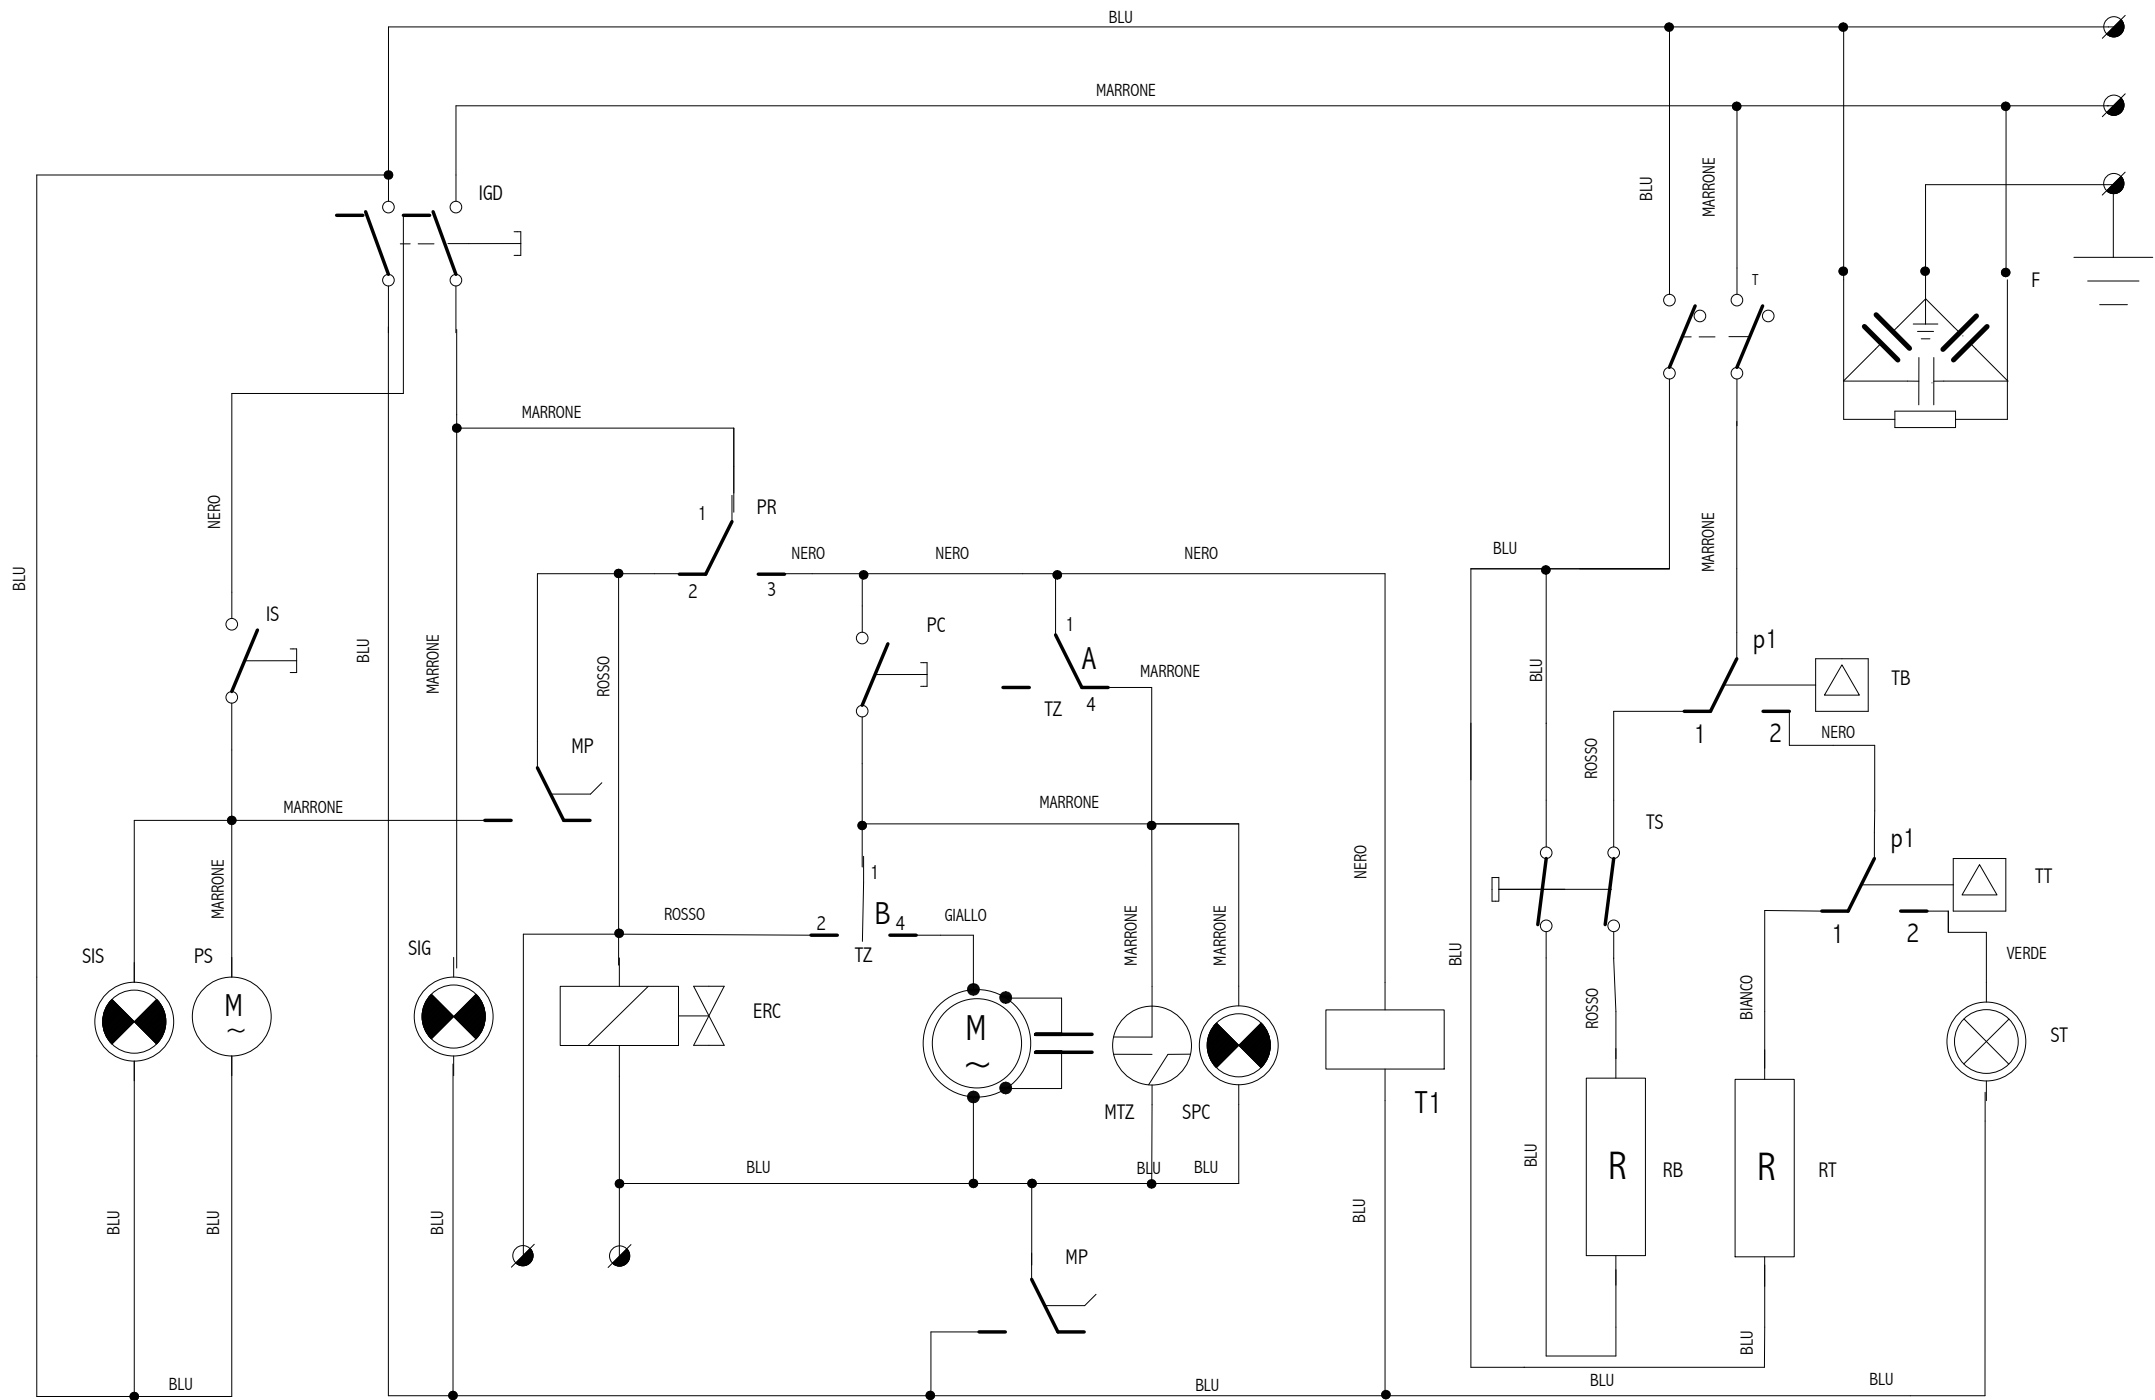 BLU
MARRONE
IGD
BLU
MARRONE
T
F
MARRONE
NERO
1
PR
BLU
2
3
NERO
NERO
NERO
BLU
MARRONE
IS
BLU
MARRONE
ROSSO
PC
1
A
MARRONE
TZ
4
BLU
p1
TB
1
2
NERO
ROSSO
MP
MARRONE
MARRONE
TS
p1
TT
1
2
VERDE
MARRONE
1
ROSSO
2
B
4
GIALLO
TZ
NERO
MARRONE
MARRONE
BLU
SIS
PS
SIG
M
~
ERC
M
~
MTZ
SPC
T1
ROSSO
BIANCO
ST
R
RB
R
RT
BLU
BLU
BLU
BLU
BLU
BLU
BLU
BLU
BLU
MP
BLU
BLU
BLU
BLU
BLU